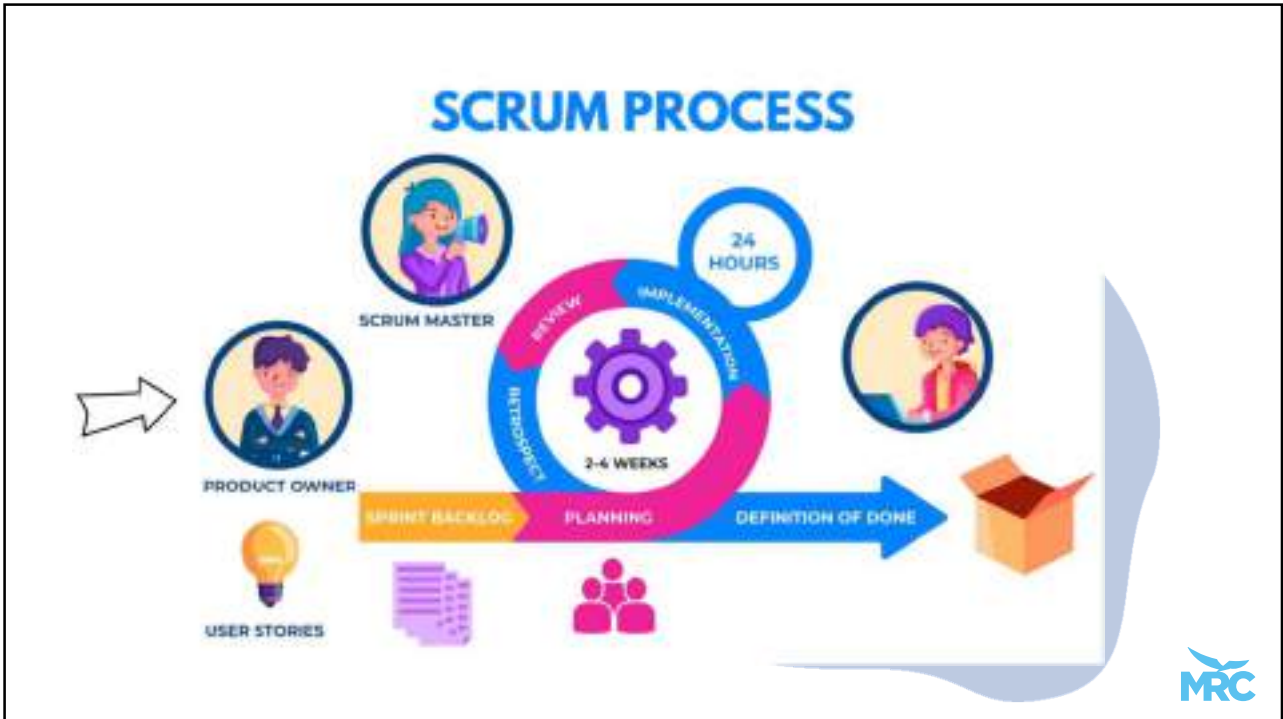 SCRUM PROCESS
24
HOURS
SCRUM MASTER
REVIEW
IMPLEMENTATION
RETROSPECT
2-4 WEEKS
PRODUCT OWNER
SPRINT BACKLOG
PLANNING
DEFINITION OF DONE
USER STORIES
MRC